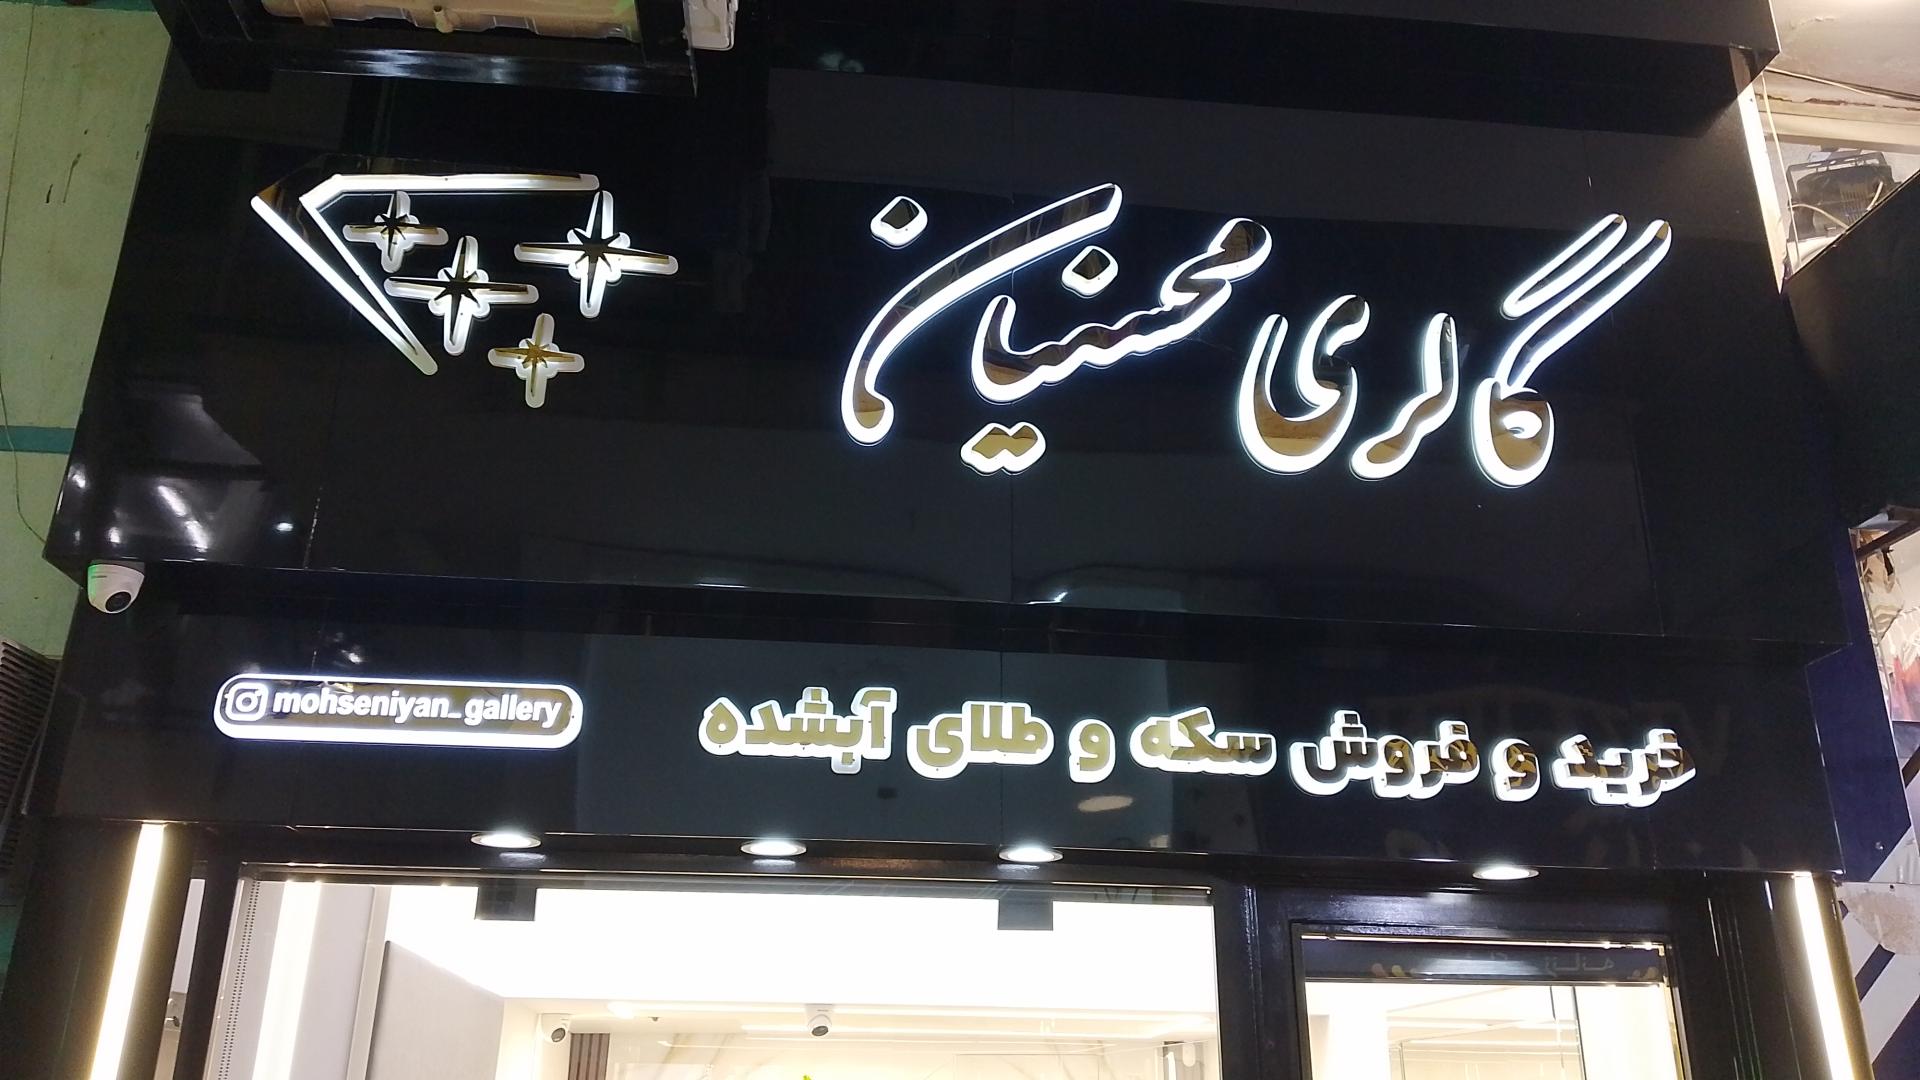 گالری محسنیان
خرید و فروش سکه و طلای آبشده
mohseniyan_gallery